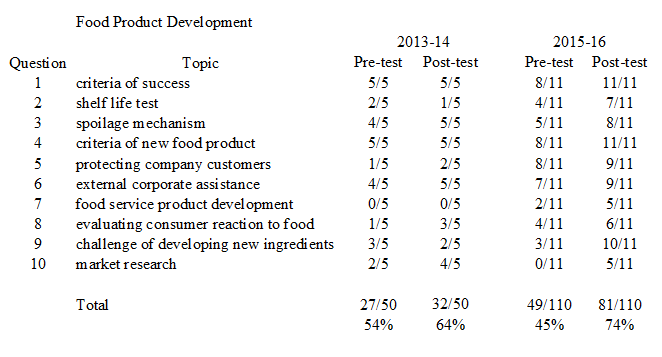 Food Product Development
2013-14 2015-16
Question Topic Pre-test Post-test Pre-test Post-test
1 criteria of success 5/5 5/5 8/11 11/11
2 shelf life test 2/5 1/5 4/11 7/11
3 spoilage mechanism 4/5 5/5 5/11 8/11
4 criteria of new food product 5/5 5/5 8/11 11/11
5 protecting company customers 1/5 2/5 8/11 9/11
6 external corporate assistance 4/5 5/5 7/11 9/11
7 food service product development 0/5 0/5 2/11 5/11
8 evaluating consumer reaction to food 1/5 3/5 4/11 6/11
9 challenge of developing new ingredients 3/5 2/5 3/11 10/11
10 market research 2/5 4/5 0/11 5/11
Total 27/50 32/50 49/110 81/110
54% 64% 45% 74%